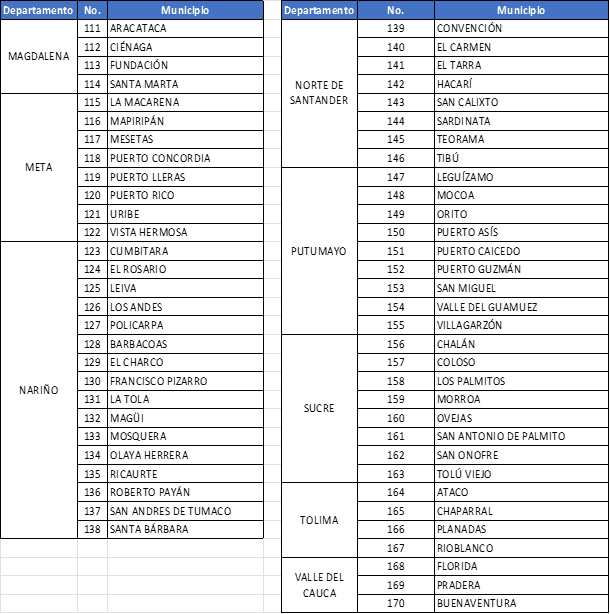 Departamento No. Municipio
MAGDALENA
111 ARACATACA
112 CIÉNAGA
113 FUNDACIÓN
114 SANTA MARTA
META
115 LA MACARENA
116 MAPIRIPÁN
117 MESETAS
118 PUERTO CONCORDIA
119 PUERTO LLERAS
120 PUERTO RICO
121 URIBE
122 VISTA HERMOSA
NARIÑO
123 CUMBITARA
124 EL ROSARIO
125 LEIVA
126 LOS ANDES
127 POLICARPA
128 BARBACOAS
129 EL CHARCO
130 FRANCISCO PIZARRO
131 LA TOLA
132 MAGÜI
133 MOSQUERA
134 OLAYA HERRERA
135 RICAURTE
136 ROBERTO PAYÁN
137 SAN ANDRES DE TUMACO
138 SANTA BÁRBARA
Departamento No. Municipio
NORTE DE
SANTANDER
139 CONVENCIÓN
140 EL CARMEN
141 EL TARRA
142 HACARÍ
143 SAN CALIXTO
144 SARDINATA
145 TEORAMA
146 TIBÚ
PUTUMAYO
147 LEGUÍZAMO
148 MOCOA
149 ORITO
150 PUERTO ASÍS
151 PUERTO CAICEDO
152 PUERTO GUZMÁN
153 SAN MIGUEL
154 VALLE DEL GUAMUEZ
155 VILLAGARZÓN
SUCRE
156 CHALÁN
157 COLOSO
158 LOS PALMITOS
159 MORROA
160 OVEJAS
161 SAN ANTONIO DE PALMITO
162 SAN ONOFRE
163 TOLÚ VIEJO
TOLIMA
164 ATACO
165 CHAPARRAL
166 PLANADAS
167 RIOBLANCO
VALLE DEL
CAUCA
168 FLORIDA
169 PRADERA
170 BUENAVENTURA